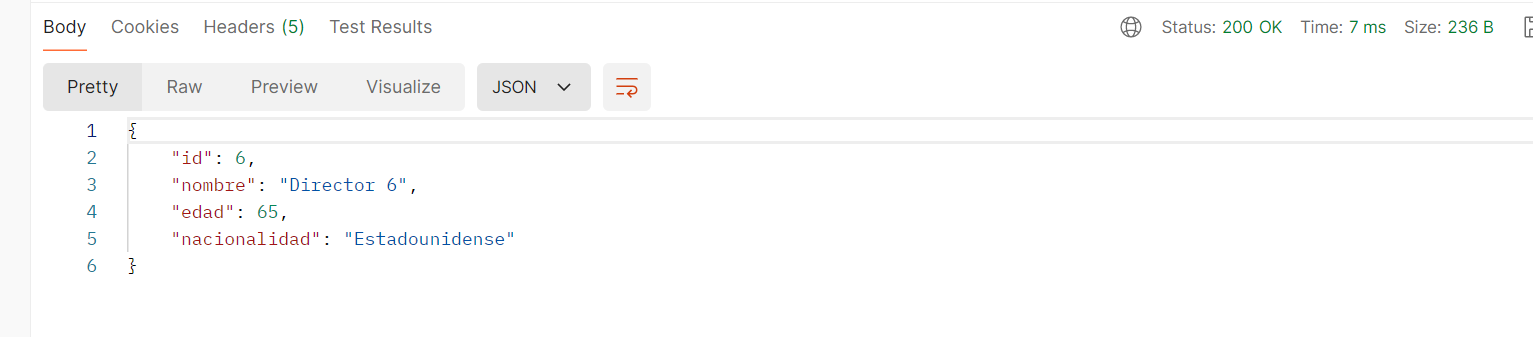 Body Cookies Headers (5) Test Results Status: 200 OK Time: 7 ms Size: 236 B
Pretty Raw Preview Visualize JSON
1 {
2 "id": 6,
3 "nombre": "Director 6",
4 "edad": 65,
5 "nacionalidad": "Estadounidense"
6 }